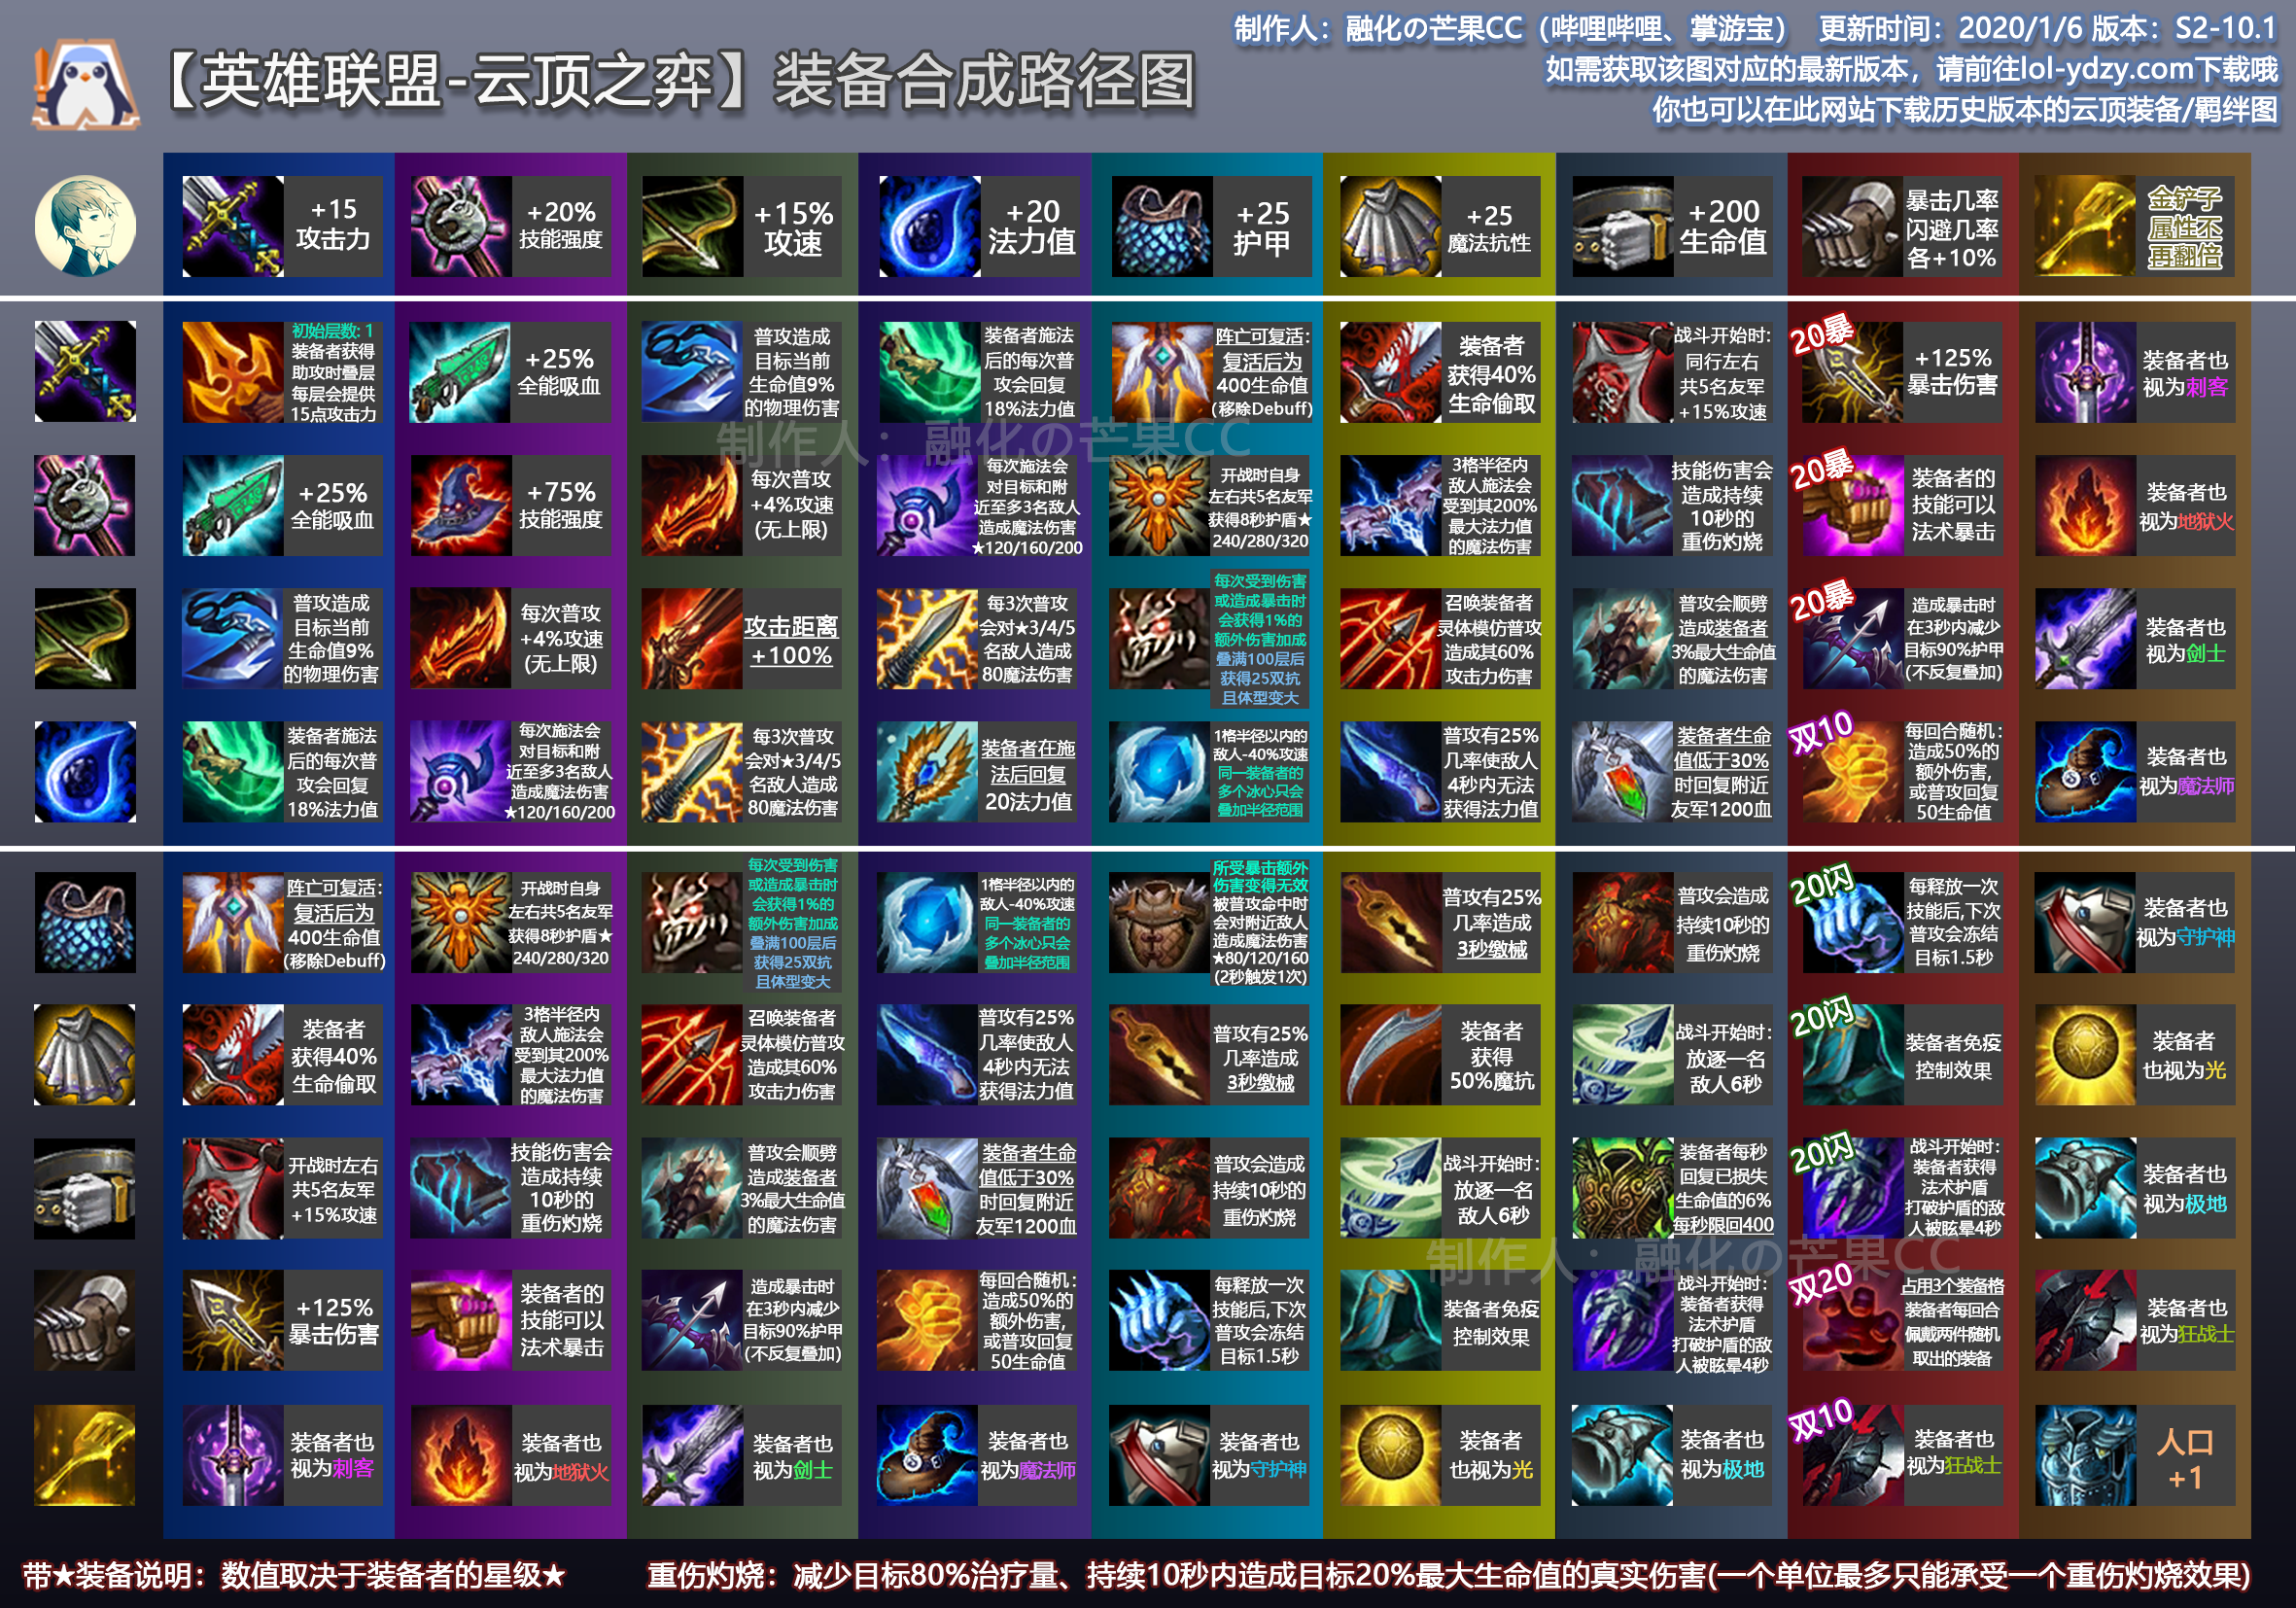 制作人：融化の芒果CC（哔哩哔哩、掌游宝） 更新时间：2020/1/6 版本：S2-10.1
如需获取该图对应的最新版本，请前往lol-ydzy.com下载哦
你也可以在此网站下载历史版本的云顶装备/羁绊图
【英雄联盟-云顶之弈】装备合成路径图
+15
攻击力
+20%
技能强度
+15%
攻速
+20
法力值
+25
护甲
+25
魔法抗性
+200
生命值
暴击几率
闪避几率
各+10%
金铲子
属性不
再翻倍
初始层数: 1
装备者获得
助攻时叠层
每层会提供
15点攻击力
+25%
全能吸血
普攻造成
目标当前
生命值9%
的物理伤害
装备者施法
后的每次普
攻会回复
18%法力值
阵亡可复活:
复活后为
400生命值
(移除Debuff)
装备者
获得40%
生命偷取
战斗开始时:
同行左右
共5名友军
+15%攻速
20暴
+125%
暴击伤害
装备者也
视为刺客
制作人：融化の芒果CC
+25%
全能吸血
+75%
技能强度
每次普攻
+4%攻速
(无上限)
每次施法会
对目标和附
近至多3名敌人
造成魔法伤害
★120/160/200
开战时自身
左右共5名友军
获得8秒护盾★
240/280/320
3格半径内
敌人施法会
受到其200%
最大法力值
的魔法伤害
技能伤害会
造成持续
10秒的
重伤灼烧
20暴
装备者的
技能可以
法术暴击
装备者也
视为地狱火
普攻造成
目标当前
生命值9%
的物理伤害
每次普攻
+4%攻速
(无上限)
攻击距离
+100%
每3次普攻
会对★3/4/5
名敌人造成
80魔法伤害
每次受到伤害
或造成暴击时
会获得1%的
额外伤害加成
叠满100层后
获得25双抗
且体型变大
召唤装备者
灵体模仿普攻
造成其60%
攻击力伤害
普攻会顺劈
造成装备者
3%最大生命值
的魔法伤害
20暴
造成暴击时
在3秒内减少
目标90%护甲
(不反复叠加)
装备者也
视为剑士
装备者施法
后的每次普
攻会回复
18%法力值
每次施法会
对目标和附
近至多3名敌人
造成魔法伤害
★120/160/200
每3次普攻
会对★3/4/5
名敌人造成
80魔法伤害
装备者在施
法后回复
20法力值
1格半径以内的
敌人-40%攻速
同一装备者的
多个冰心只会
叠加半径范围
普攻有25%
几率使敌人
4秒内无法
获得法力值
装备者生命
值低于30%
时回复附近
友军1200血
双10
每回合随机:
造成50%的
额外伤害,
或普攻回复
50生命值
装备者也
视为魔法师
阵亡可复活:
复活后为
400生命值
(移除Debuff)
开战时自身
左右共5名友军
获得8秒护盾★
240/280/320
每次受到伤害
或造成暴击时
会获得1%的
额外伤害加成
叠满100层后
获得25双抗
且体型变大
1格半径以内的
敌人-40%攻速
同一装备者的
多个冰心只会
叠加半径范围
所受暴击额外
伤害变得无效
被普攻命中时
会对附近敌人
造成魔法伤害
★80/120/160
(2秒触发1次)
普攻有25%
几率造成
3秒缴械
普攻会造成
持续10秒的
重伤灼烧
20闪
每释放一次
技能后,下次
普攻会冻结
目标1.5秒
装备者也
视为守护神
装备者
获得40%
生命偷取
3格半径内
敌人施法会
受到其200%
最大法力值
的魔法伤害
召唤装备者
灵体模仿普攻
造成其60%
攻击力伤害
普攻有25%
几率使敌人
4秒内无法
获得法力值
普攻有25%
几率造成
3秒缴械
装备者
获得
50%魔抗
战斗开始时:
放逐一名
敌人6秒
20闪
装备者免疫
控制效果
装备者
也视为光
开战时左右
共5名友军
+15%攻速
技能伤害会
造成持续
10秒的
重伤灼烧
普攻会顺劈
造成装备者
3%最大生命值
的魔法伤害
装备者生命
值低于30%
时回复附近
友军1200血
普攻会造成
持续10秒的
重伤灼烧
战斗开始时:
放逐一名
敌人6秒
装备者每秒
回复已损失
生命值的6%
每秒限回400
20闪
战斗开始时:
装备者获得
法术护盾
打破护盾的敌
人被眩晕4秒
装备者也
视为极地
制作人：融化の芒果CC
+125%
暴击伤害
装备者的
技能可以
法术暴击
造成暴击时
在3秒内减少
目标90%护甲
(不反复叠加)
每回合随机:
造成50%的
额外伤害,
或普攻回复
50生命值
每释放一次
技能后,下次
普攻会冻结
目标1.5秒
装备者免疫
控制效果
战斗开始时:
装备者获得
法术护盾
打破护盾的敌
人被眩晕4秒
双20
占用3个装备格
装备者每回合
佩戴两件随机
取出的装备
装备者也
视为狂战士
装备者也
视为刺客
装备者也
视为地狱火
装备者也
视为剑士
装备者也
视为魔法师
装备者也
视为守护神
装备者
也视为光
装备者也
视为极地
双10
装备者也
视为狂战士
人口
+1
带★装备说明：数值取决于装备者的星级★
重伤灼烧：减少目标80%治疗量、持续10秒内造成目标20%最大生命值的真实伤害(一个单位最多只能承受一个重伤灼烧效果)